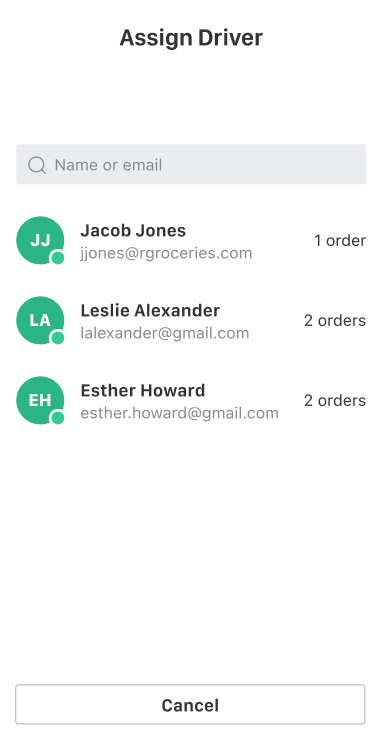 Assign Driver
Name or email
JJ
Jacob Jones
1 order
jjones@rgroceries.com
LA
Leslie Alexander
2 orders
lalexander@gmail.com
EH
Esther Howard
2 orders
esther.howard@gmail.com
Cancel